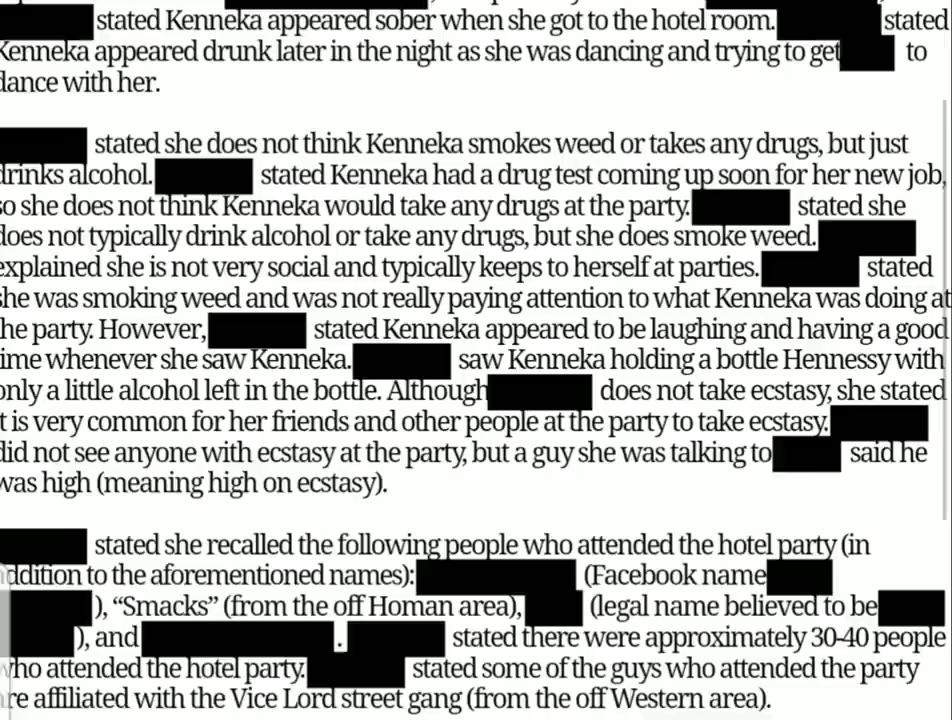 stated Kenneka appeared sober when she got to the hotel room. stated
Kenneka appeared drunk later in the night as she was dancing and trying to get to
dance with her.
stated she does not think Kenneka smokes weed or takes any drugs, but just
drinks alcohol. stated Kenneka had a drug test coming up soon for her new job,
so she does not think Kenneka would take any drugs at the party. stated she
does not typically drink alcohol or take any drugs, but she does smoke weed.
explained she is not very social and typically keeps to herself at parties. stated
she was smoking weed and was not really paying attention to what Kenneka was doing at
the party. However, stated Kenneka appeared to be laughing and having a good
time whenever she saw Kenneka. saw Kenneka holding a bottle Hennessy with
only a little alcohol left in the bottle. Although does not take ecstasy, she stated
it is very common for her friends and other people at the party to take ecstasy.
did not see anyone with ecstasy at the party, but a guy she was talking to said he
was high (meaning high on ecstasy).
stated she recalled the following people who attended the hotel party (in
addition to the aforementioned names): (Facebook name
), “Smacks” (from the off Homan area), (legal name believed to be
), and . stated there were approximately 30-40 people
who attended the hotel party. stated some of the guys who attended the party
are affiliated with the Vice Lord street gang (from the off Western area).